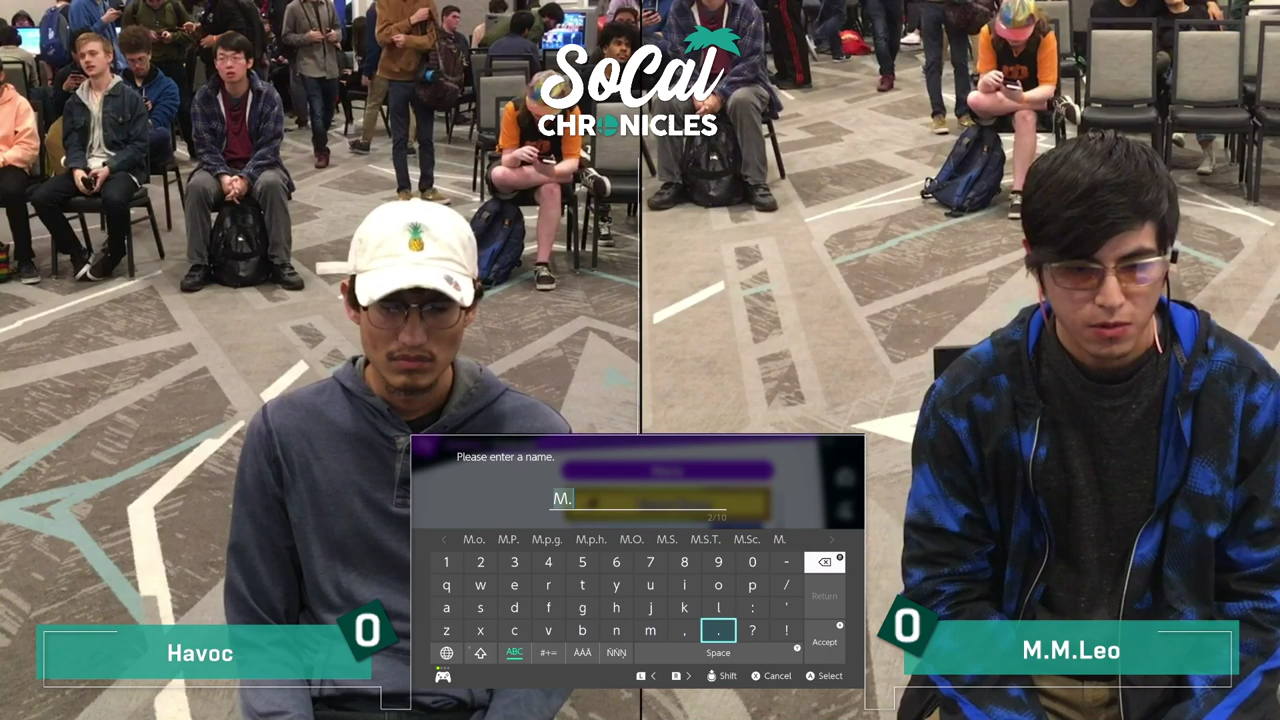 SoCal
CHRONICLES
Please enter a name.
M.
2/10
M.o. M.P. M.p.g. M.p.h. M.O. M.S. M.S.T. M.Sc. M.
1 2 3 4 5 6 7 8 9 0 -
q w e r t y u i o p /
Return
a s d f g h j k l : '
z x c v b n m , . ? !
Accept
ABC #+= ÀÁÂ ÑŅŊ Space
L < R > Shift X Cancel A Select
0
Havoc
0
M.M.Leo